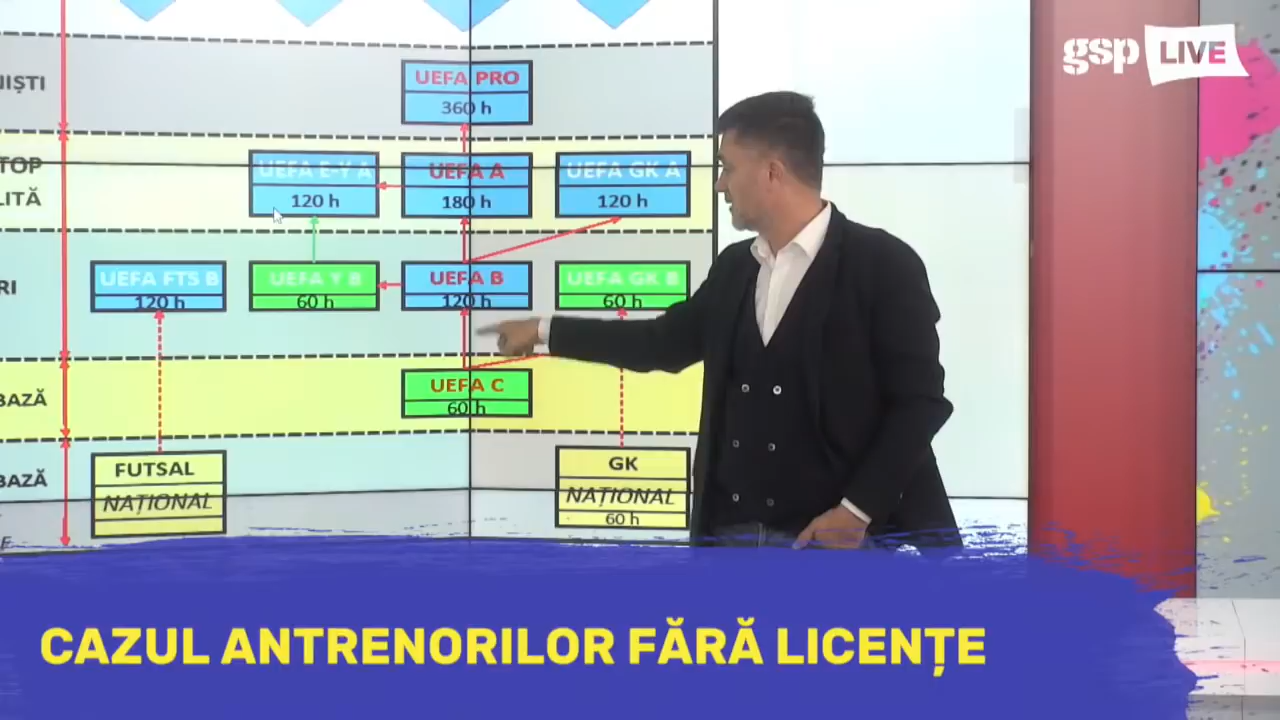 gsp LIVE
NIȘTI
UEFA PRO
360 h
TOP
LITĂ
UEFA E-Y A
120 h
UEFA A
180 h
UEFA GK A
120 h
RI
UEFA FTS B
120 h
UEFA Y B
60 h
UEFA B
120 h
UEFA GK B
60 h
BAZĂ
UEFA C
60 h
BAZĂ
FUTSAL
NAȚIONAL
GK
NAȚIONAL
60 h
CAZUL ANTRENORILOR FĂRĂ LICENȚE